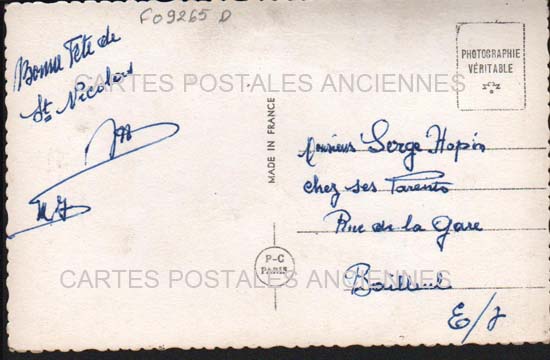 F09265 D
Bonne Fête de
St Nicolas
CARTES POSTALES ANCIENNES
PHOTOGRAPHIE
VÉRITABLE
MADE IN FRANCE
Monsieur Serge Hopin
chez ses Parents
Rue de la Gare
Bailleul
E/J
P-C
PARIS
CARTES POSTALES ANCIENNES